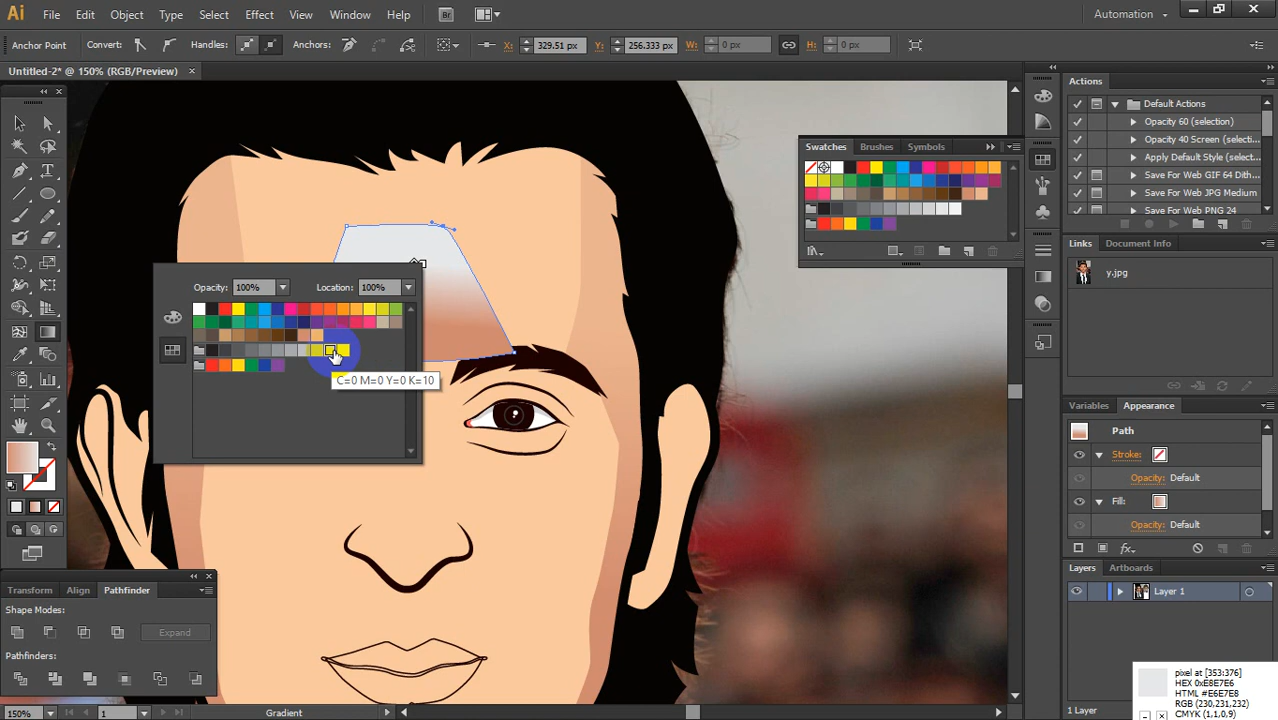 Ai File Edit Object Type Select Effect View Window Help Br Automation
Anchor Point Convert: Handles: Anchors: X: 329.51 px Y: 256.333 px W: 0 px H: 0 px
Untitled-2* @ 150% (RGB/Preview)
Actions
Default Actions
Opacity 60 (selection)
Opacity 40 Screen (selecti...
Apply Default Style (selecti...
Save For Web GIF 64 Dith...
Save For Web JPG Medium
Save For Web PNG 24
Swatches Brushes Symbols
Links Document Info
y.jpg
Opacity: 100% Location: 100%
C=0 M=0 Y=0 K=10
Variables Appearance
Path
Stroke:
Opacity: Default
Fill:
Opacity: Default
fx
Layers Artboards
Layer 1
1 Layer
Transform Align Pathfinder
Shape Modes:
Expand
Pathfinders:
150% 1 Gradient
pixel at [353:376]
HEX 0xE8E7E6
HTML #E6E7E8
RGB (230,231,232)
CMYK (1,1,0,9)